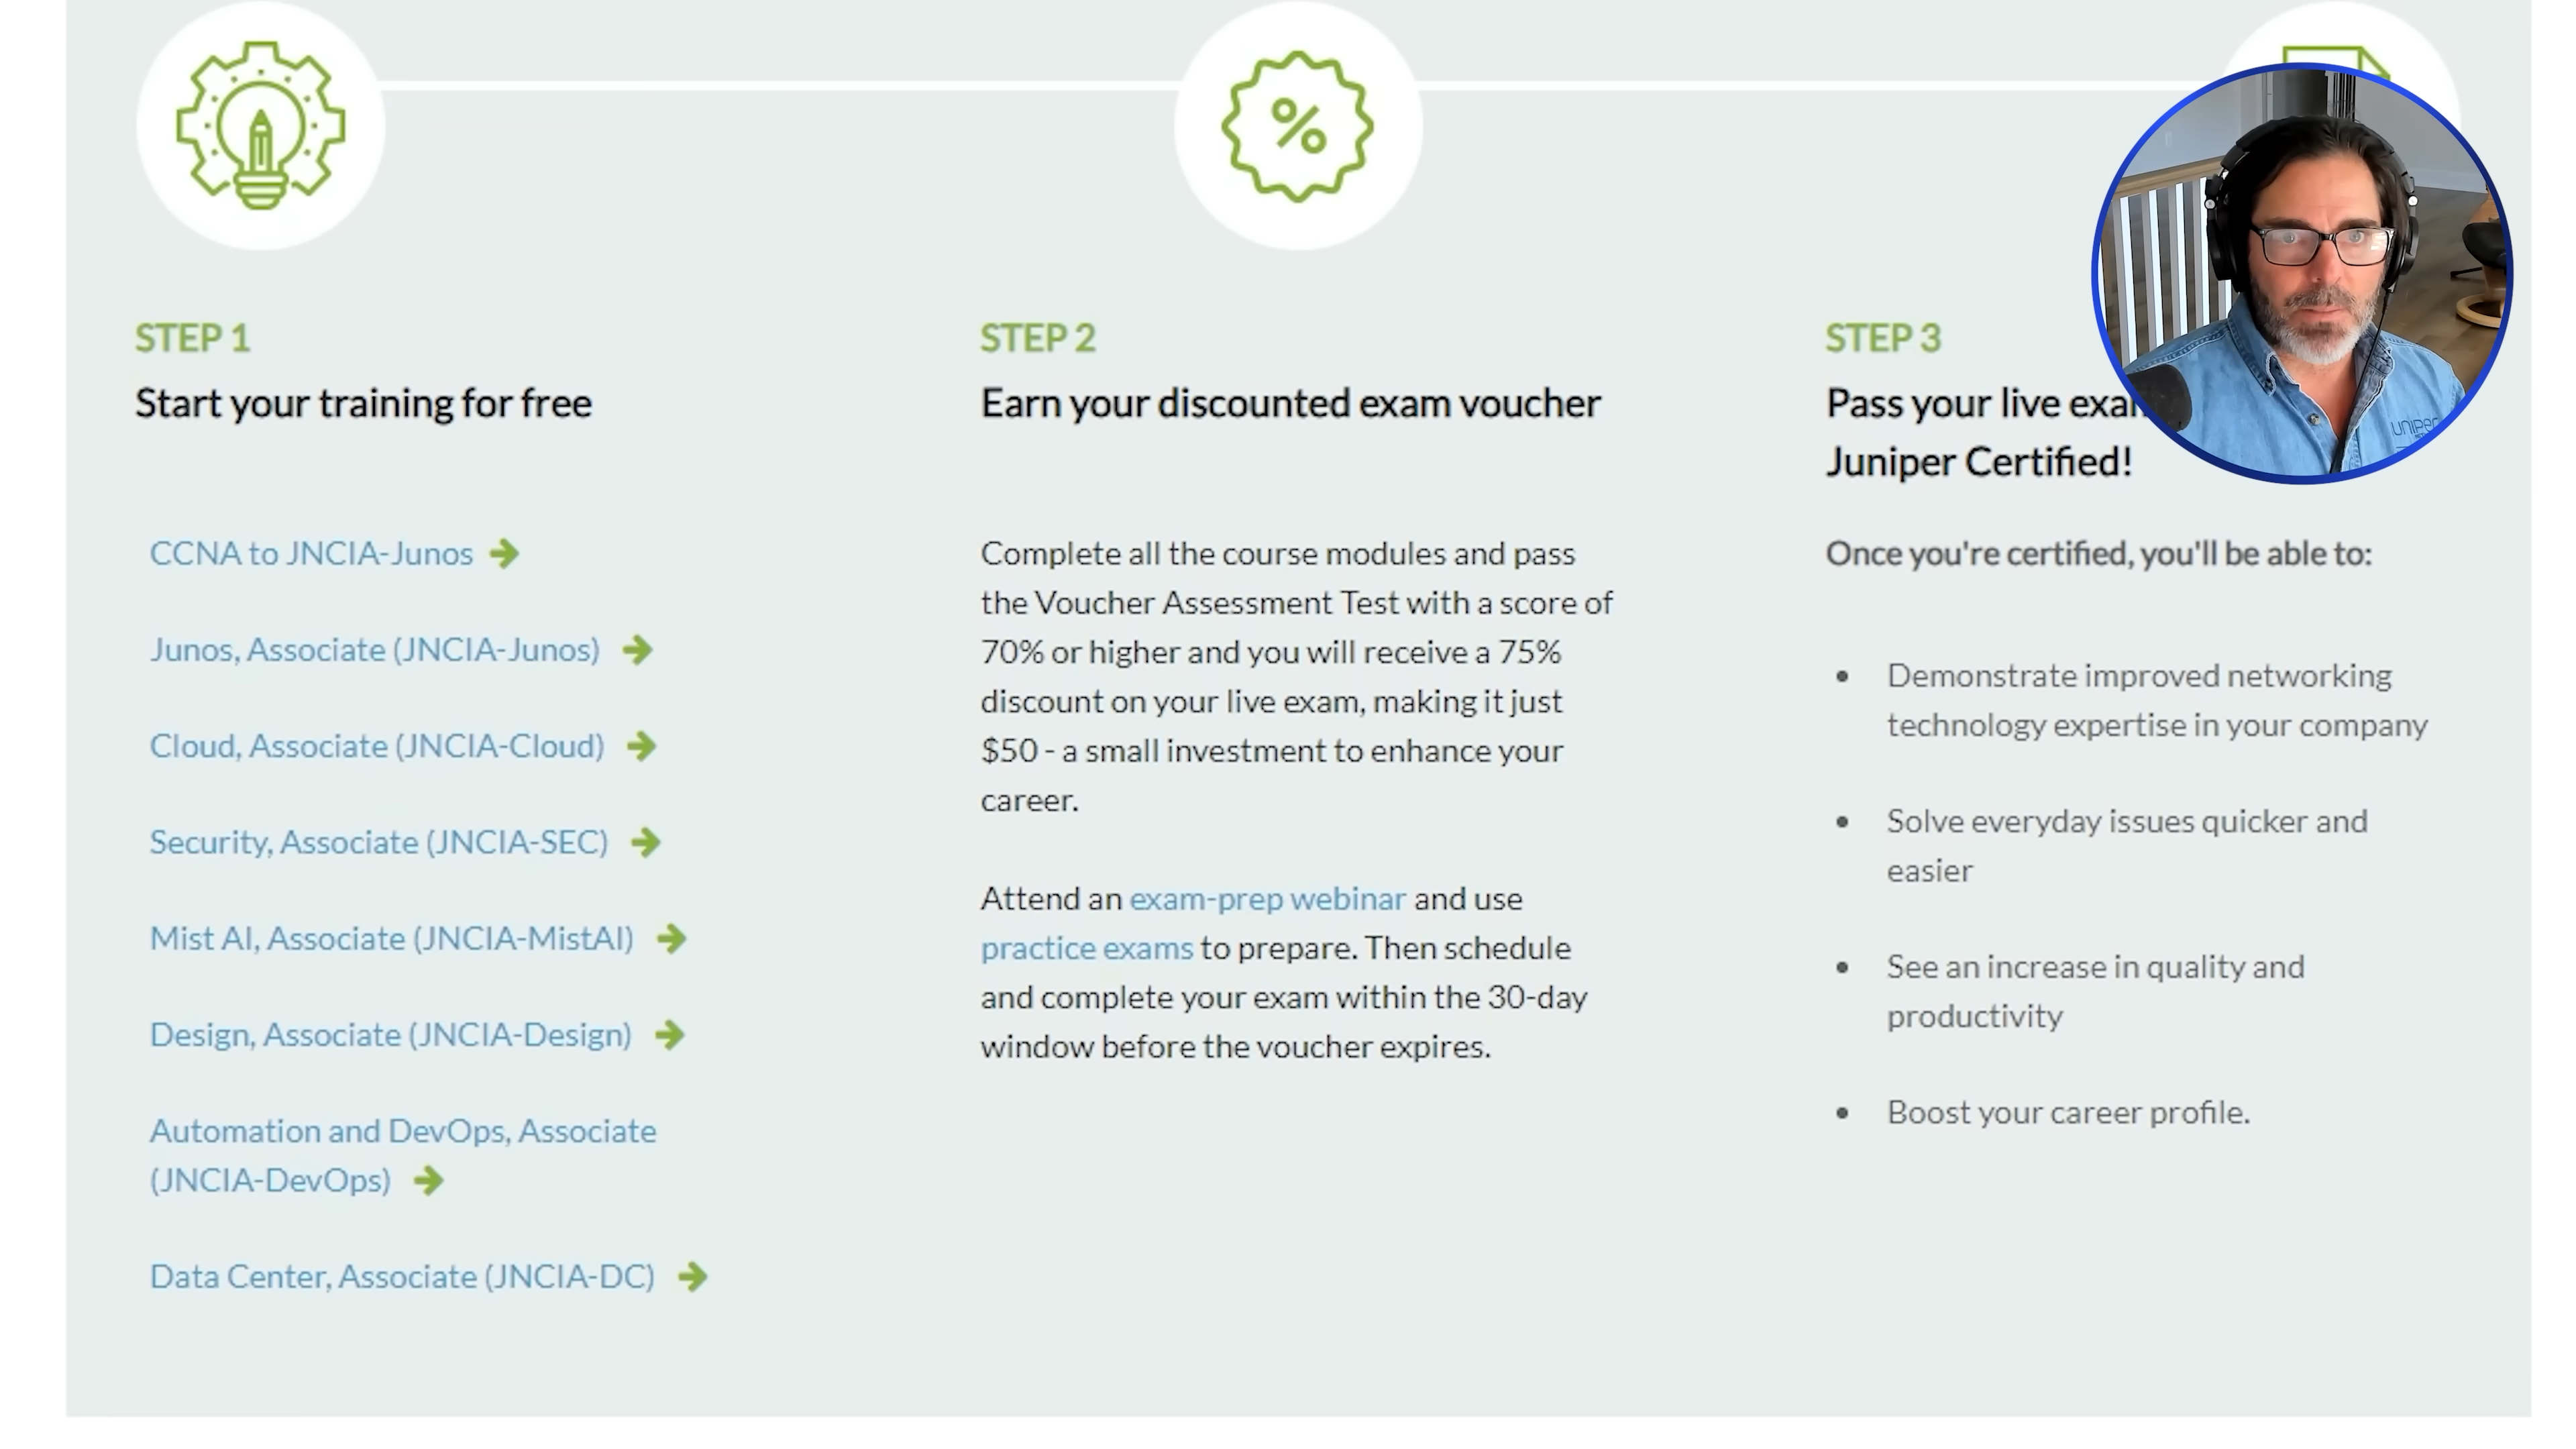 STEP 1
Start your training for free
CCNA to JNCIA-Junos
Junos, Associate (JNCIA-Junos)
Cloud, Associate (JNCIA-Cloud)
Security, Associate (JNCIA-SEC)
Mist AI, Associate (JNCIA-MistAI)
Design, Associate (JNCIA-Design)
Automation and DevOps, Associate
(JNCIA-DevOps)
Data Center, Associate (JNCIA-DC)
%
STEP 2
Earn your discounted exam voucher
Complete all the course modules and pass
the Voucher Assessment Test with a score of
70% or higher and you will receive a 75%
discount on your live exam, making it just
$50 - a small investment to enhance your
career.
Attend an exam-prep webinar and use
practice exams to prepare. Then schedule
and complete your exam within the 30-day
window before the voucher expires.
STEP 3
Pass your live
Juniper Certified!
Once you're certified, you'll be able to:
• Demonstrate improved networking
technology expertise in your company
• Solve everyday issues quicker and
easier
• See an increase in quality and
productivity
• Boost your career profile.